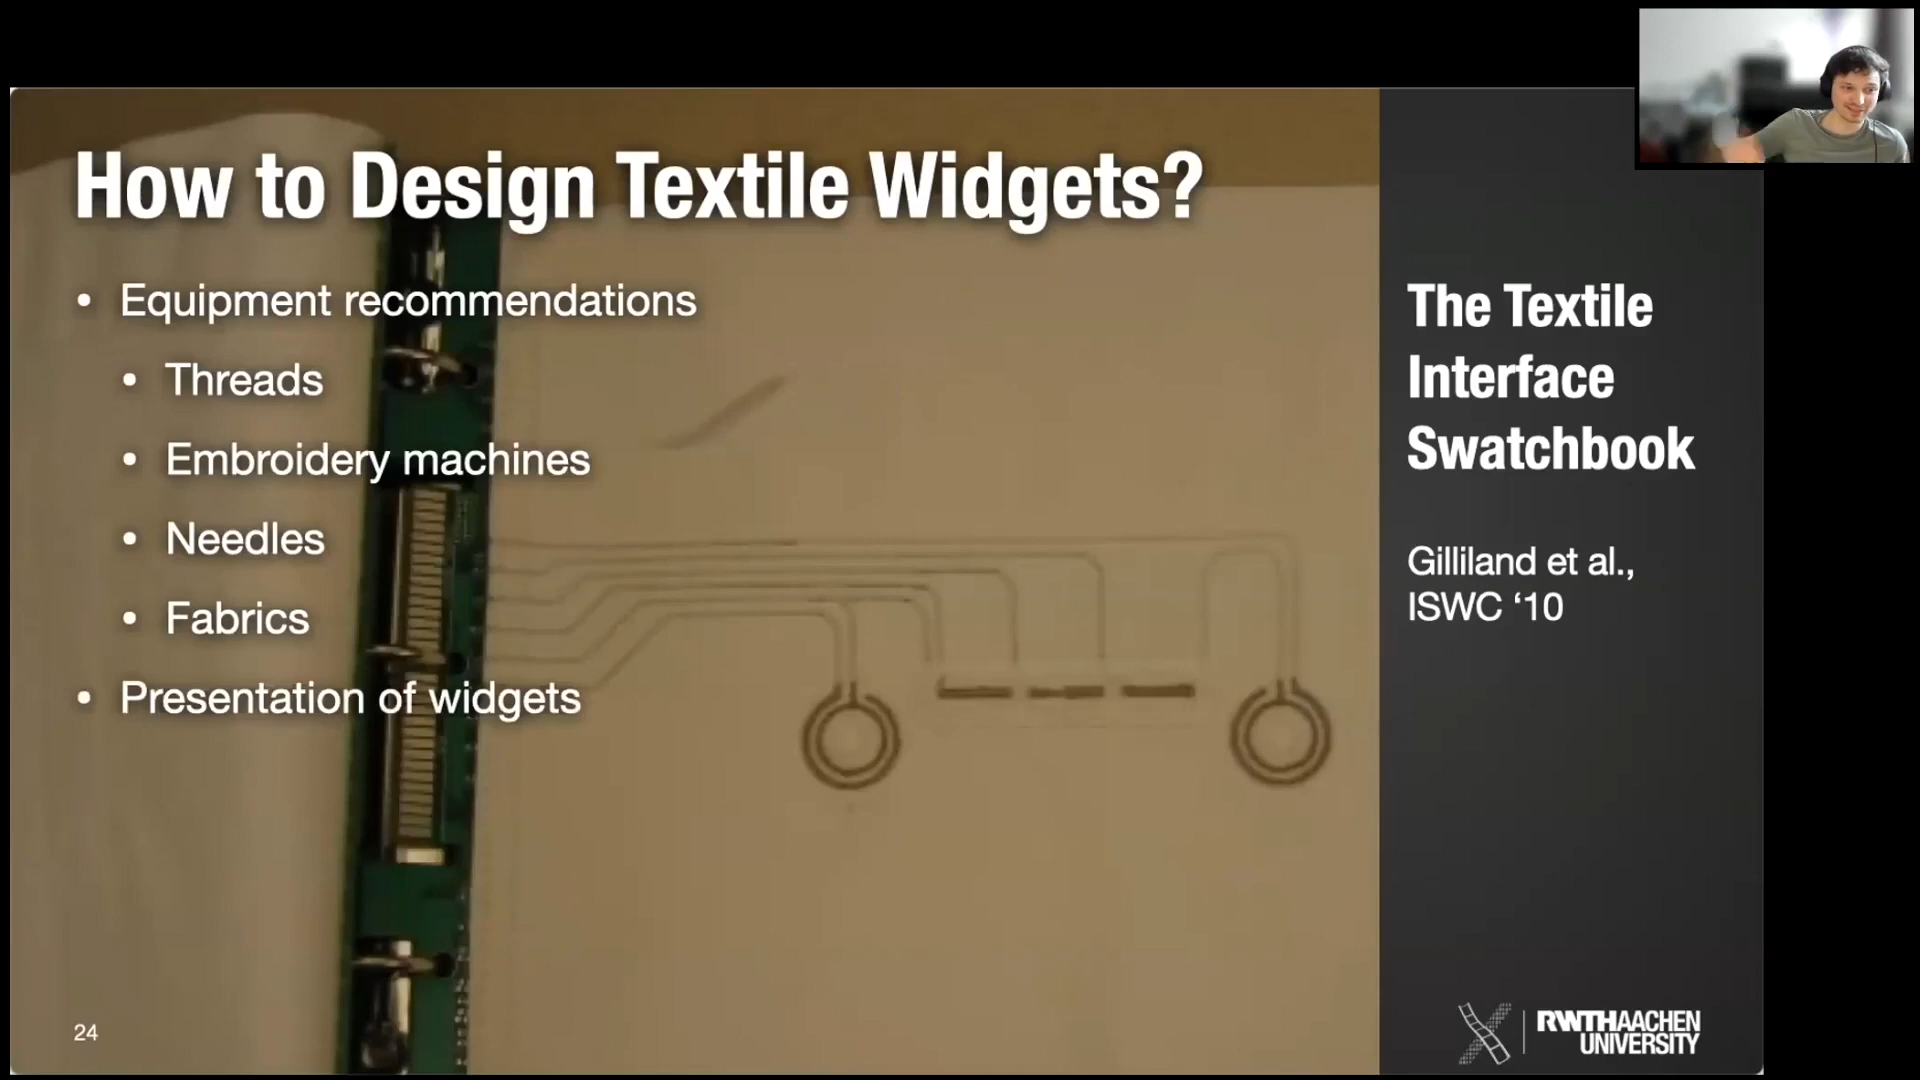 How to Design Textile Widgets?
• Equipment recommendations
• Threads
• Embroidery machines
• Needles
• Fabrics
• Presentation of widgets
24
The Textile
Interface
Swatchbook
Gilliland et al.,
ISWC ‘10
RWTHAACHEN
UNIVERSITY